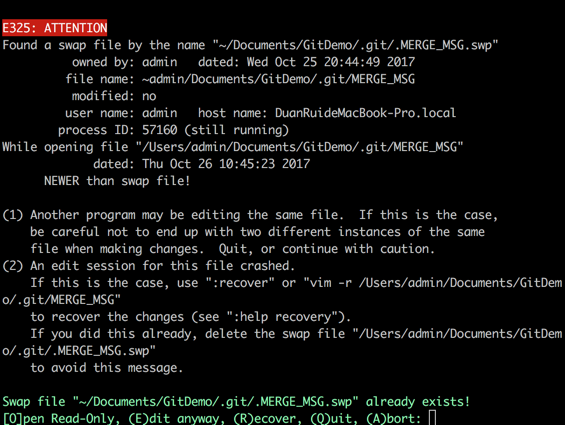 E325: ATTENTION
Found a swap file by the name "~/Documents/GitDemo/.git/.MERGE_MSG.swp"
owned by: admin   dated: Wed Oct 25 20:44:49 2017
file name: ~admin/Documents/GitDemo/.git/MERGE_MSG
modified: no
user name: admin   host name: DuanRuideMacBook-Pro.local
process ID: 57160 (still running)
While opening file "/Users/admin/Documents/GitDemo/.git/MERGE_MSG"
dated: Thu Oct 26 10:45:23 2017
NEWER than swap file!
(1) Another program may be editing the same file.  If this is the case,
be careful not to end up with two different instances of the same
file when making changes.  Quit, or continue with caution.
(2) An edit session for this file crashed.
If this is the case, use ":recover" or "vim -r /Users/admin/Documents/GitDem
o/.git/MERGE_MSG"
to recover the changes (see ":help recovery").
If you did this already, delete the swap file "/Users/admin/Documents/GitDem
o/.git/.MERGE_MSG.swp"
to avoid this message.
Swap file "~/Documents/GitDemo/.git/.MERGE_MSG.swp" already exists!
[O]pen Read-Only, (E)dit anyway, (R)ecover, (Q)uit, (A)bort: